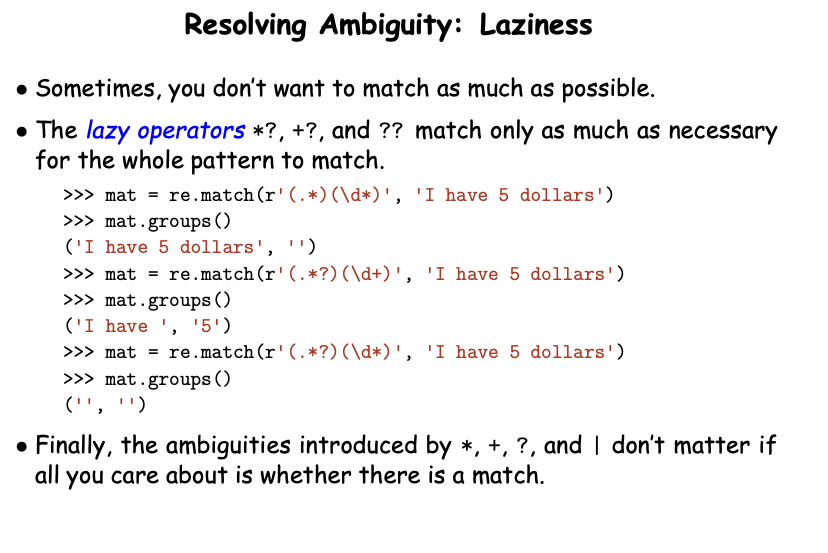 Resolving Ambiguity: Laziness
• Sometimes, you don't want to match as much as possible.
• The lazy operators *?, +?, and ?? match only as much as necessary
for the whole pattern to match.
>>> mat = re.match(r'(.*)(\d*)', 'I have 5 dollars')
>>> mat.groups()
('I have 5 dollars', '')
>>> mat = re.match(r'(.*?)(\d+)', 'I have 5 dollars')
>>> mat.groups()
('I have ', '5')
>>> mat = re.match(r'(.*?)(\d*)', 'I have 5 dollars')
>>> mat.groups()
('', '')
• Finally, the ambiguities introduced by *, +, ?, and | don't matter if
all you care about is whether there is a match.